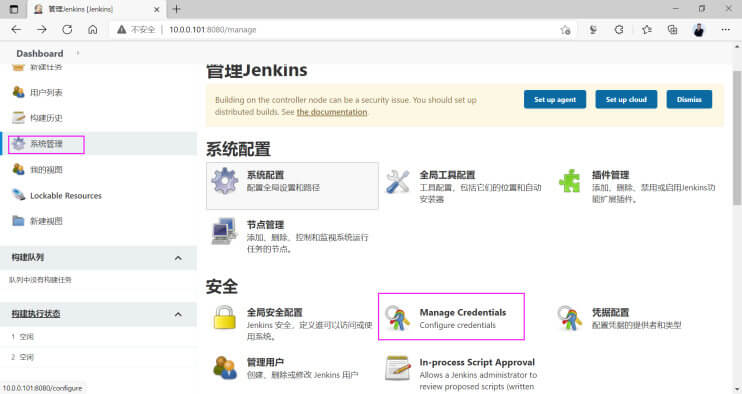 管理Jenkins [Jenkins]
不安全
10.0.0.101:8080/manage
Dashboard
新建任务
用户列表
构建历史
系统管理
我的视图
Lockable Resources
新建视图
构建队列
队列中没有构建任务
构建执行状态
1 空闲
2 空闲
10.0.0.101:8080/configure
管理Jenkins
Building on the controller node can be a security issue. You should set up
distributed builds. See the documentation.
Set up agent
Set up cloud
Dismiss
系统配置
系统配置
配置全局设置和路径
全局工具配置
工具配置，包括它们的位置和自动
安装器
插件管理
添加、删除、禁用或启用Jenkins功
能扩展插件。
节点管理
添加、删除、控制和监视系统运行
任务的节点。
安全
全局安全配置
Jenkins 安全，定义谁可以访问或使
用系统。
Manage Credentials
Configure credentials
凭据配置
配置凭据的提供者和类型
管理用户
创建、删除或修改 Jenkins 用户
In-process Script Approval
Allows a Jenkins administrator to
review proposed scripts (written